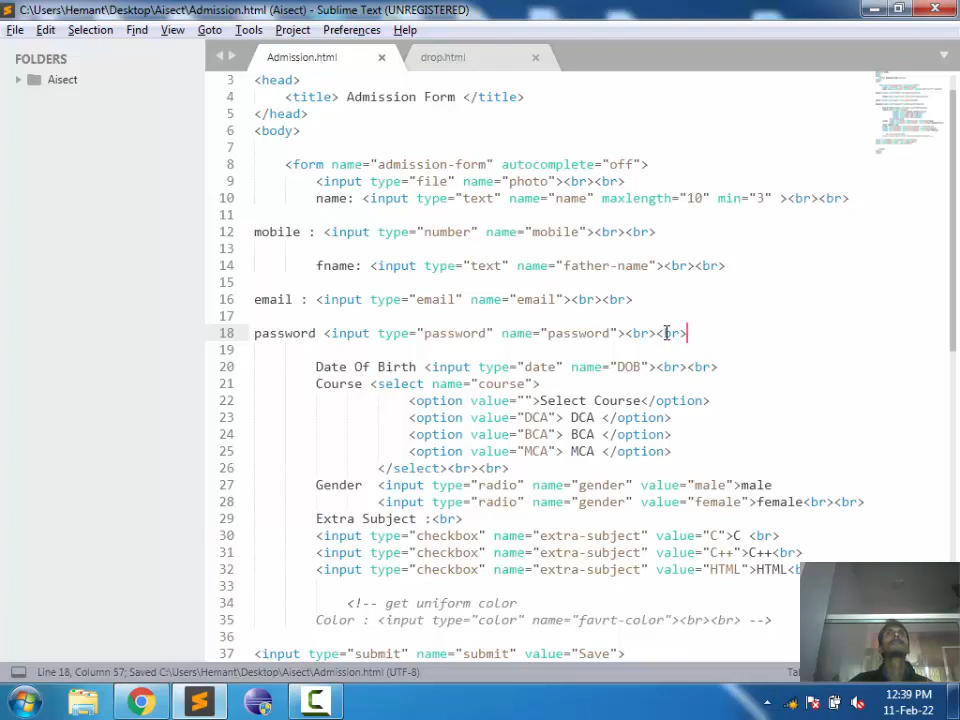 C:\Users\Hemant\Desktop\Aisect\Admission.html (Aisect) - Sublime Text (UNREGISTERED)
File Edit Selection Find View Goto Tools Project Preferences Help
FOLDERS
Aisect
Admission.html
drop.html
3 <head>
4 <title> Admission Form </title>
5 </head>
6 <body>
7
8 <form name="admission-form" autocomplete="off">
9 <input type="file" name="photo"><br><br>
10 name: <input type="text" name="name" maxlength="10" min="3" ><br><br>
11
12 mobile : <input type="number" name="mobile"><br><br>
13
14 fname: <input type="text" name="father-name"><br><br>
15
16 email : <input type="email" name="email"><br><br>
17
18 password <input type="password" name="password"><br><br>
19
20 Date Of Birth <input type="date" name="DOB"><br><br>
21 Course <select name="course">
22 <option value="">Select Course</option>
23 <option value="DCA"> DCA </option>
24 <option value="BCA"> BCA </option>
25 <option value="MCA"> MCA </option>
26 </select><br><br>
27 Gender <input type="radio" name="gender" value="male">male
28 <input type="radio" name="gender" value="female">female<br><br>
29 Extra Subject :<br>
30 <input type="checkbox" name="extra-subject" value="C">C <br>
31 <input type="checkbox" name="extra-subject" value="C++">C++<br>
32 <input type="checkbox" name="extra-subject" value="HTML">HTML<b
33
34 <!-- get uniform color
35 Color : <input type="color" name="favrt-color"><br><br> -->
36
37 <input type="submit" name="submit" value="Save">
Line 18, Column 57; Saved C:\Users\Hemant\Desktop\Aisect\Admission.html (UTF-8)
12:39 PM
11-Feb-22